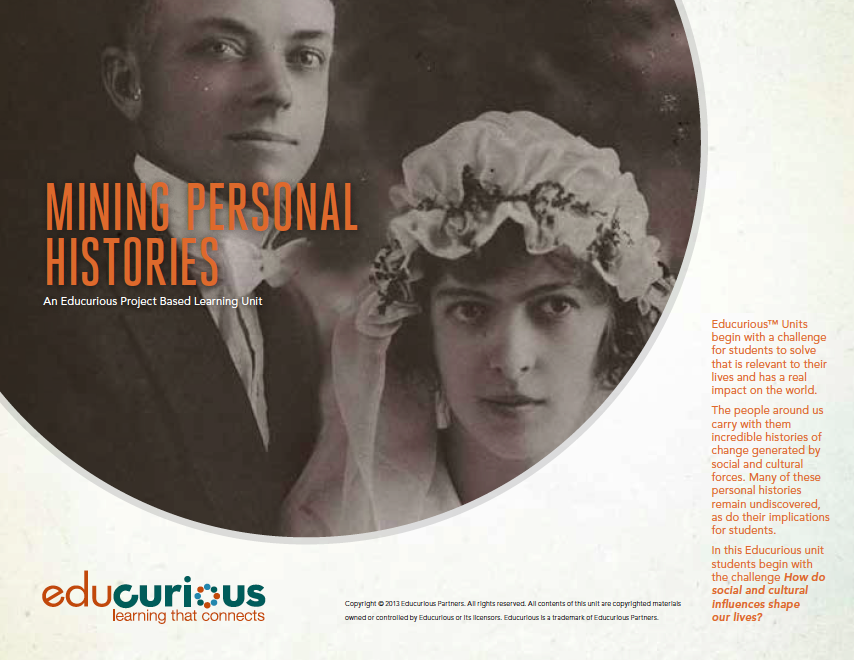 MINING PERSONAL
HISTORIES
An Educurious Project Based Learning Unit
Educurious™ Units
begin with a challenge
for students to solve
that is relevant to their
lives and has a real
impact on the world.
The people around us
carry with them
incredible histories of
change generated by
social and cultural
forces. Many of these
personal histories
remain undiscovered,
as do their implications
for students.
In this Educurious unit
students begin with
the challenge How do
social and cultural
influences shape
our lives?
educurious
learning that connects
Copyright © 2013 Educurious Partners. All rights reserved. All contents of this unit are copyrighted materials
owned or controlled by Educurious or its licensors. Educurious is a trademark of Educurious Partners.